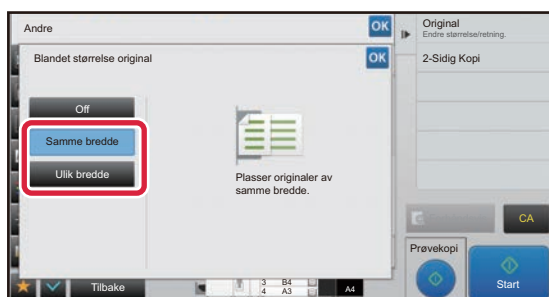 Andre
OK
Original
Endre størrelse/retning.
Blandet størrelse original
OK
2-Sidig Kopi
Off
Samme bredde
Ulik bredde
Plasser originaler av
samme bredde.
CA
Prøvekopi
Start
Tilbake
3 B4
4 A3
A4